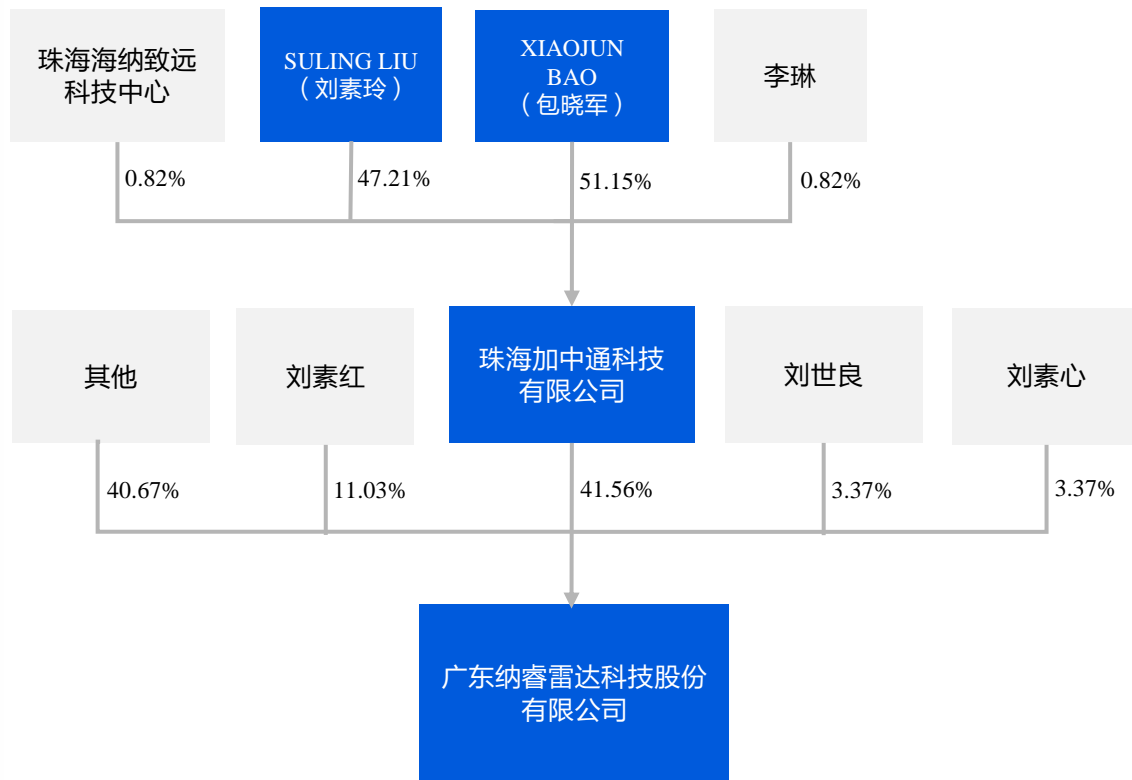 珠海海纳致远
科技中心
SULING LIU
（刘素玲）
XIAOJUN
BAO
（包晓军）
李琳
0.82%
47.21%
51.15%
0.82%
其他
刘素红
珠海加中通科技
有限公司
刘世良
刘素心
40.67%
11.03%
41.56%
3.37%
3.37%
广东纳睿雷达科技股份
有限公司